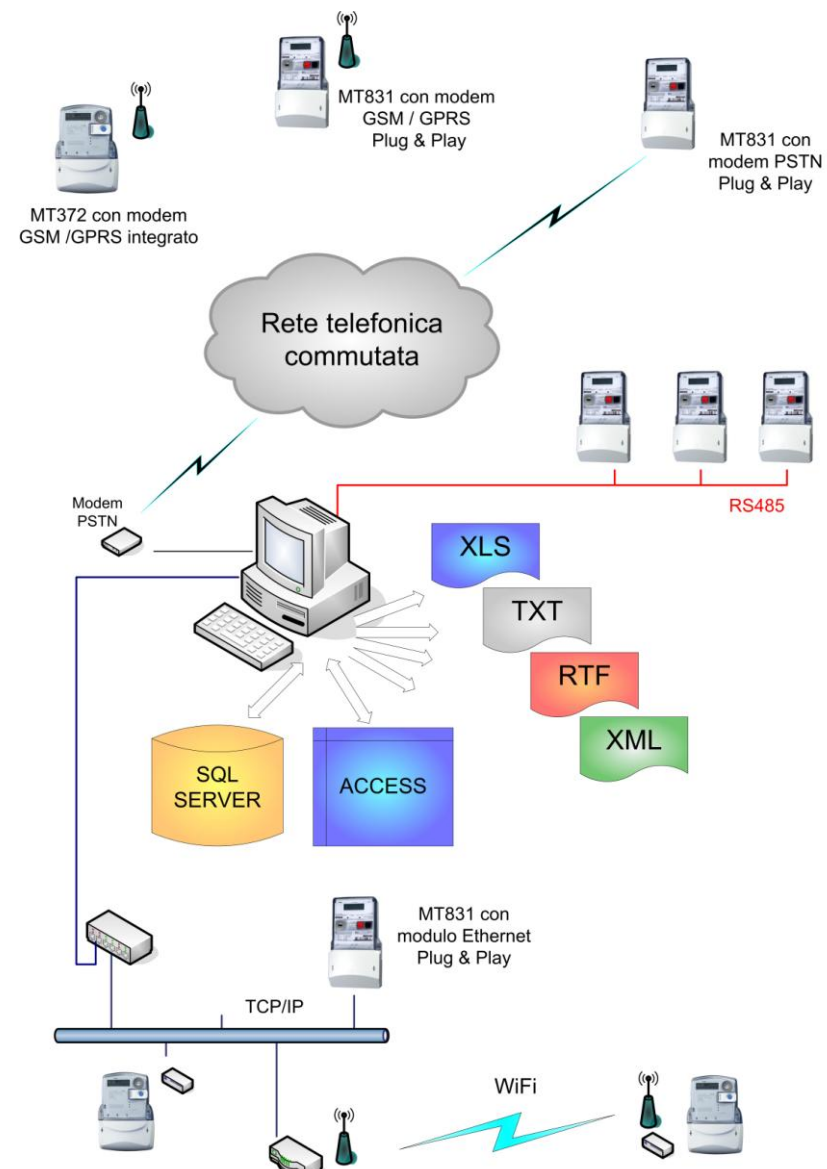 MT831 con modem
GSM / GPRS
Plug & Play
MT831 con
modem PSTN
Plug & Play
MT372 con modem
GSM /GPRS integrato
Rete telefonica
commutata
Modem
PSTN
RS485
XLS
TXT
RTF
XML
SQL
SERVER
ACCESS
MT831 con
modulo Ethernet
Plug & Play
TCP/IP
WiFi